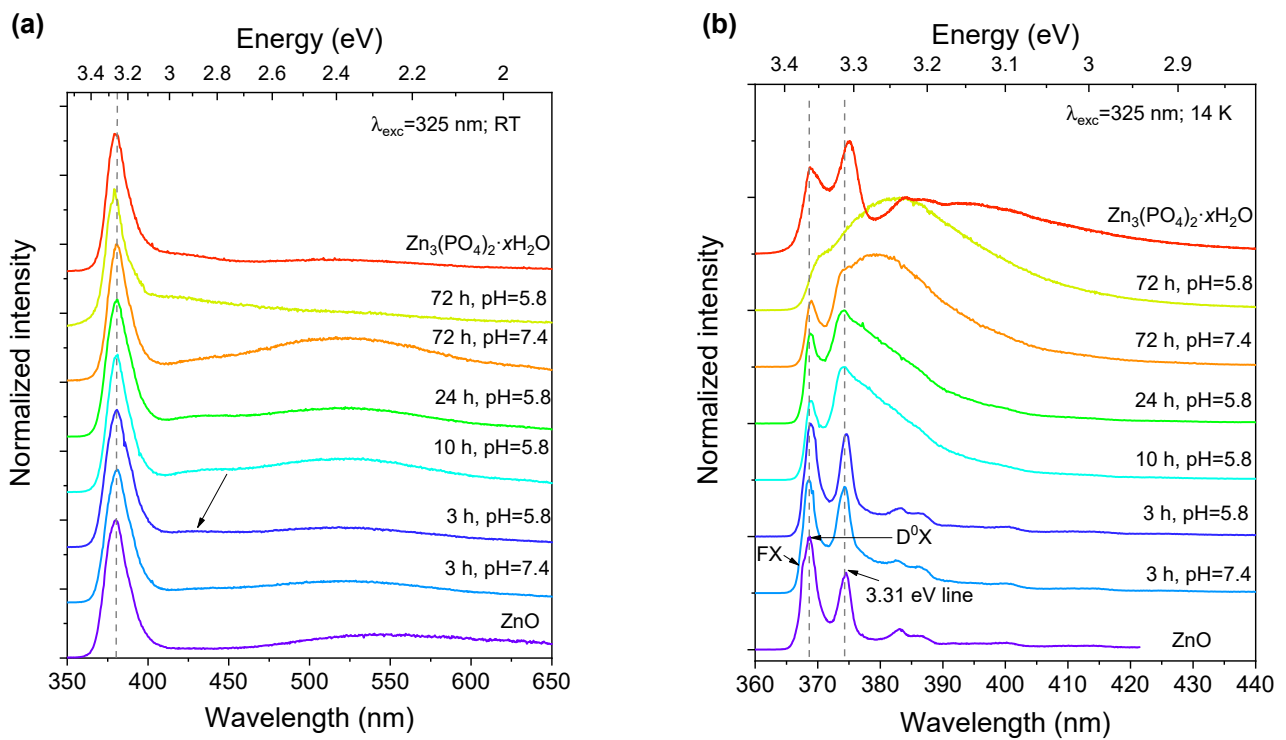 (a)
Energy (eV)
3.4 3.2 3 2.8 2.6 2.4 2.2 2
λexc=325 nm; RT
Zn3(PO4)2·xH2O
72 h, pH=5.8
72 h, pH=7.4
24 h, pH=5.8
10 h, pH=5.8
3 h, pH=5.8
3 h, pH=7.4
ZnO
Normalized intensity
350 400 450 500 550 600 650
Wavelength (nm)
(b)
Energy (eV)
3.4 3.3 3.2 3.1 3 2.9
λexc=325 nm; 14 K
Zn3(PO4)2·xH2O
72 h, pH=5.8
72 h, pH=7.4
24 h, pH=5.8
10 h, pH=5.8
3 h, pH=5.8
D0X
FX
3 h, pH=7.4
3.31 eV line
ZnO
Normalized intensity
360 370 380 390 400 410 420 430 440
Wavelength (nm)